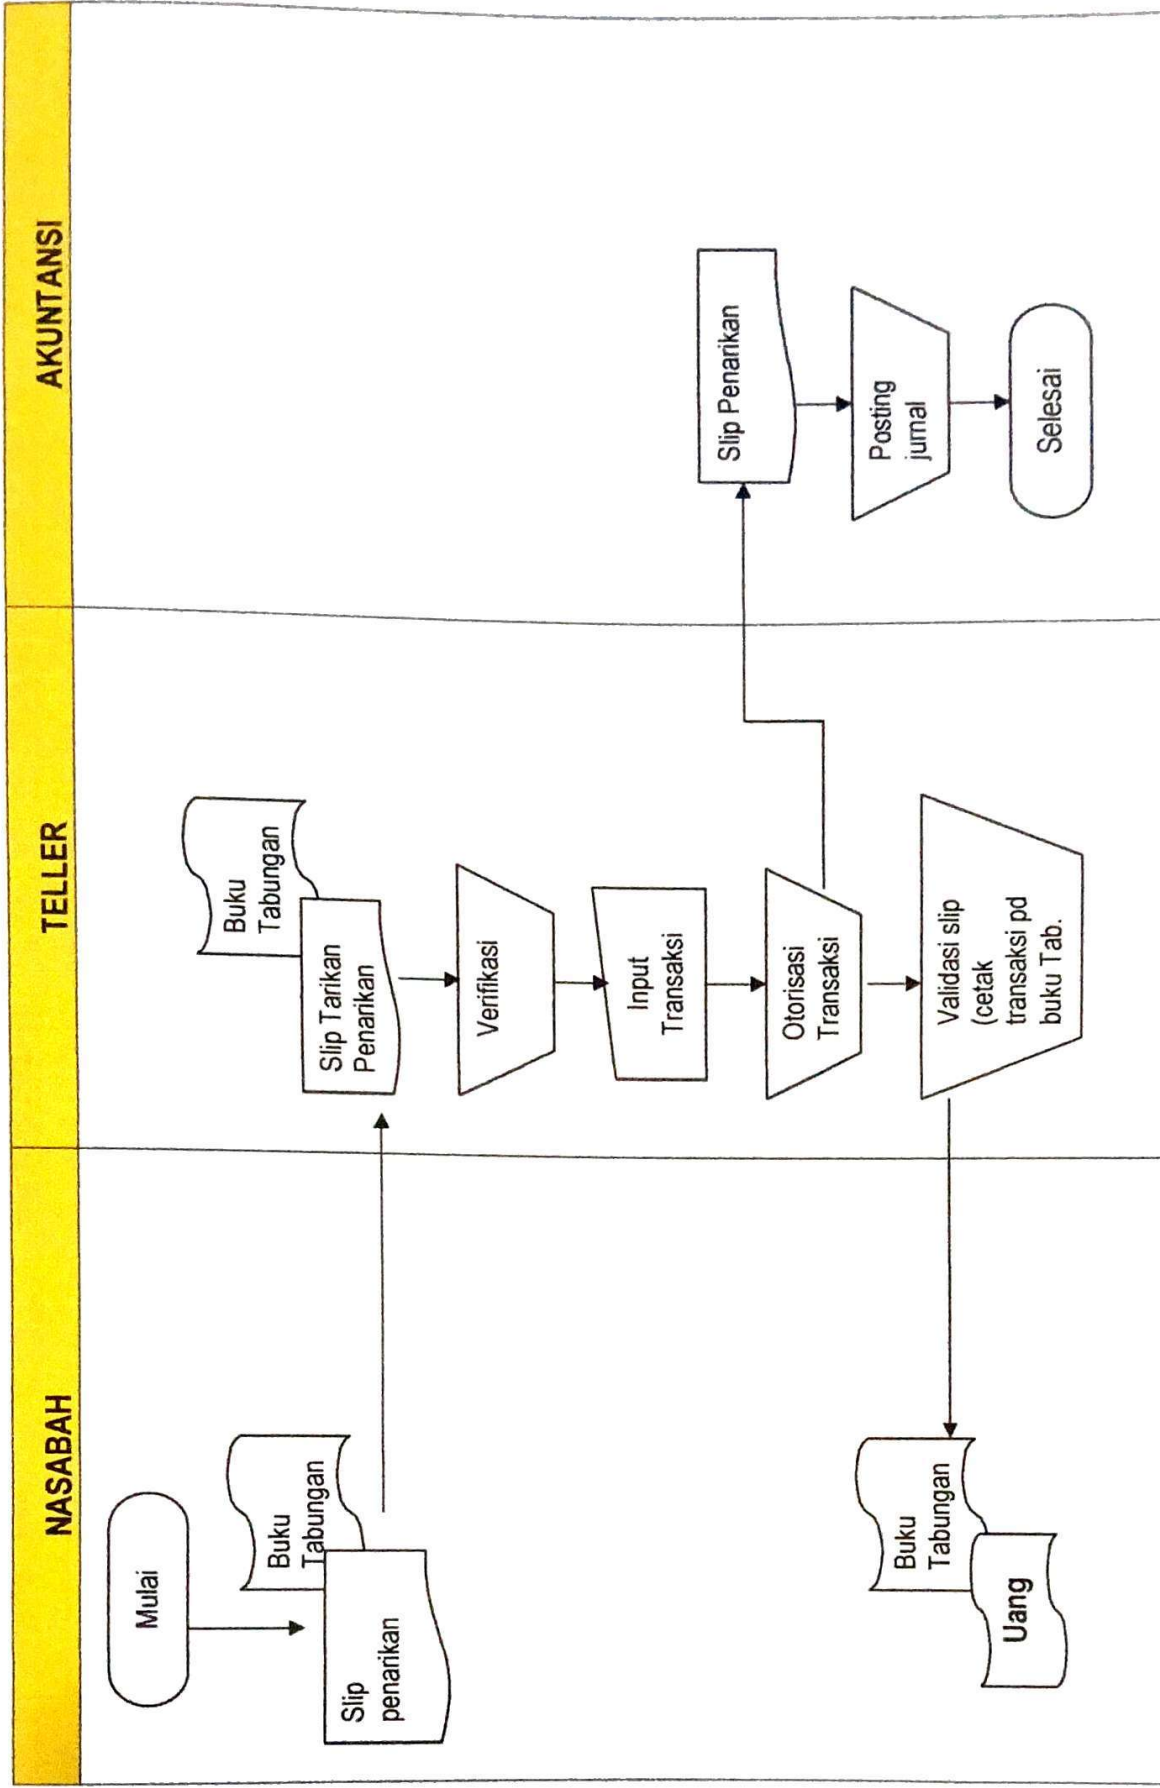 NASABAH
TELLER
AKUNTANSI
Mulai
Buku
Tabungan
Slip
penarikan
Buku
Tabungan
Slip Tarikan
Penarikan
Verifikasi
Input
Transaksi
Otorisasi
Transaksi
Validasi slip
(cetak
transaksi pd
buku Tab.
Buku
Tabungan
Uang
Slip Penarikan
Posting
jurnal
Selesai